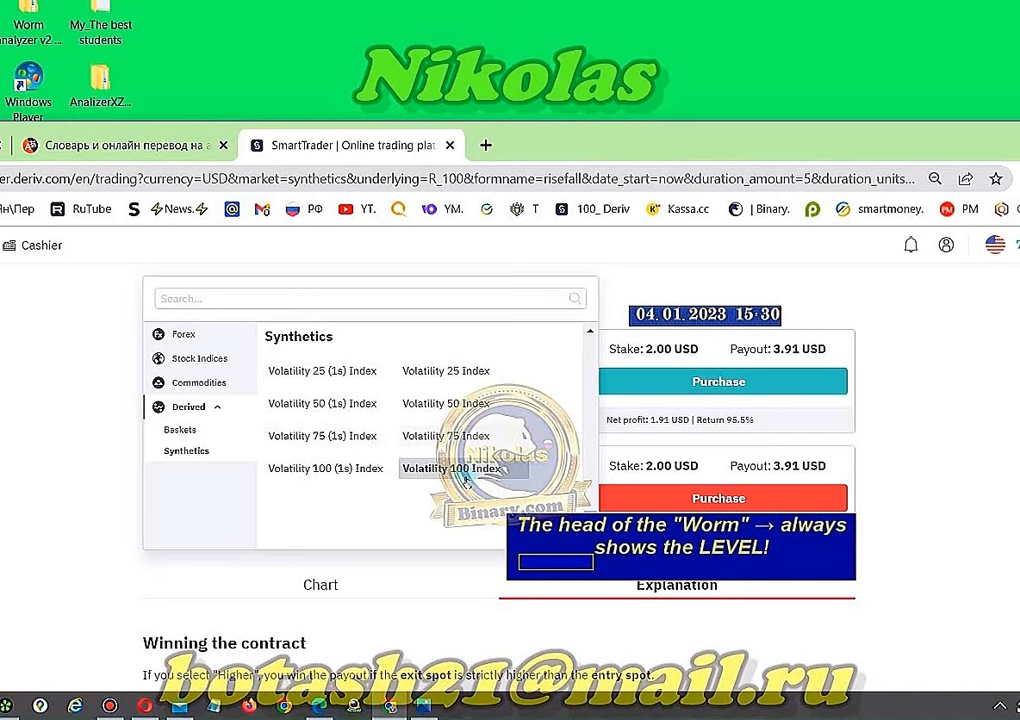 Worm
nalyzer v2 ...
My_The best
students
Nikolas
Windows
Player
AnalizerXZ...
Словарь и онлайн перевод на а
SmartTrader | Online trading plat
er.deriv.com/en/trading?currency=USD&market=synthetics&underlying=R_100&formname=risefall&date_start=now&duration_amount=5&duration_units...
RuTube
News.
РФ
YT.
YM.
T
100_ Deriv
Kassa.cc
| Binary.
smartmoney.
PM
Cashier
Search...
04.01.2023 15:30
Forex
Stock Indices
Commodities
Derived
Baskets
Synthetics
Synthetics
Volatility 25 (1s) Index
Volatility 25 Index
Volatility 50 (1s) Index
Volatility 50 Index
Volatility 75 (1s) Index
Volatility 75 Index
Volatility 100 (1s) Index
Volatility 100 Index
Nikolas
Binary.com
Stake: 2.00 USD Payout: 3.91 USD
Purchase
Net profit: 1.91 USD | Return 95.5%
Stake: 2.00 USD Payout: 3.91 USD
Purchase
The head of the "Worm" → always
shows the LEVEL!
Chart
Explanation
Winning the contract
If you select "Higher", you win the payout if the exit spot is strictly higher than the entry spot.
botash21@mail.ru